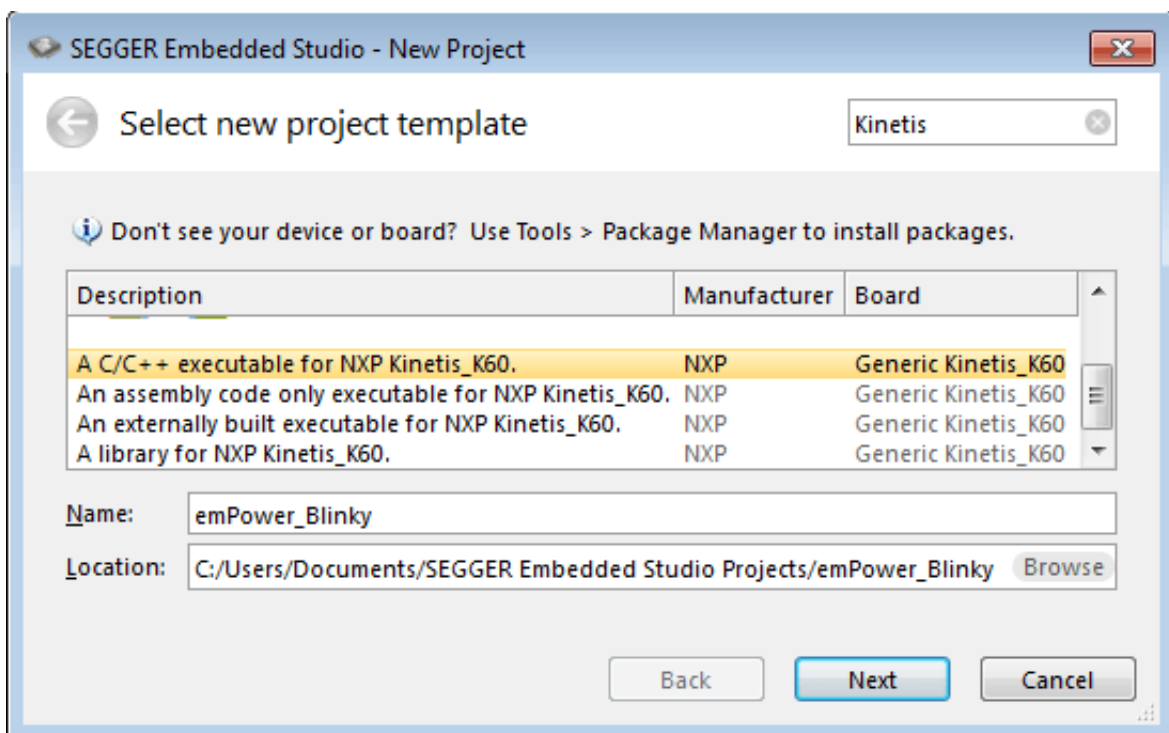 SEGGER Embedded Studio - New Project
Select new project template
Kinetis
Don't see your device or board? Use Tools > Package Manager to install packages.
Description Manufacturer Board
A C/C++ executable for NXP Kinetis_K60. NXP Generic Kinetis_K60
An assembly code only executable for NXP Kinetis_K60. NXP Generic Kinetis_K60
An externally built executable for NXP Kinetis_K60. NXP Generic Kinetis_K60
A library for NXP Kinetis_K60. NXP Generic Kinetis_K60
Name: emPower_Blinky
Location: C:/Users/Documents/SEGGER Embedded Studio Projects/emPower_Blinky Browse
Back Next Cancel